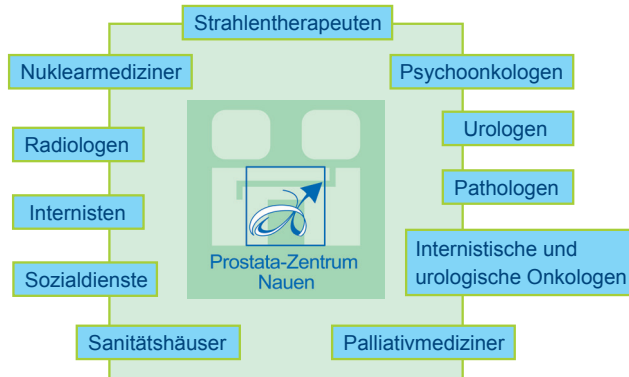 Strahlentherapeuten
Nuklearmediziner
Psychoonkologen
Radiologen
Urologen
Pathologen
Internisten
Internistische und
urologische Onkologen
Prostata-Zentrum
Nauen
Sozialdienste
Sanitätshäuser
Palliativmediziner